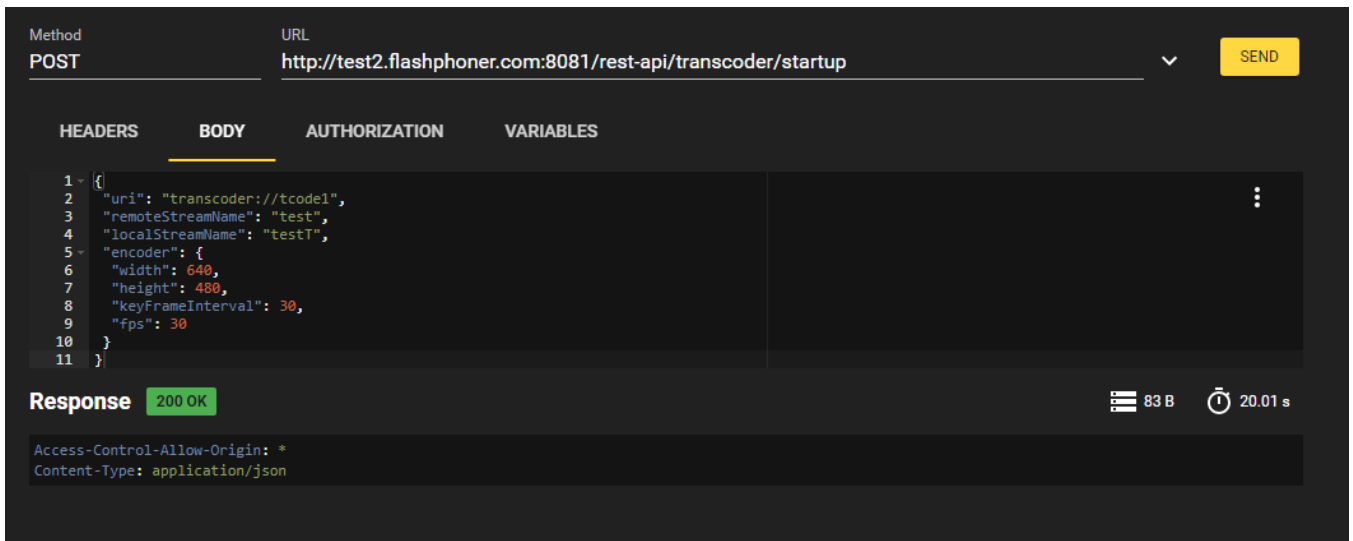 Method
POST
URL
http://test2.flashphoner.com:8081/rest-api/transcoder/startup
SEND
HEADERS BODY AUTHORIZATION VARIABLES
1 {
2 "uri": "transcoder://tcode1",
3 "remoteStreamName": "test",
4 "localStreamName": "testT",
5 "encoder": {
6 "width": 640,
7 "height": 480,
8 "keyFrameInterval": 30,
9 "fps": 30
10 }
11 }
Response 200 OK 83 B 20.01 s
Access-Control-Allow-Origin: *
Content-Type: application/json